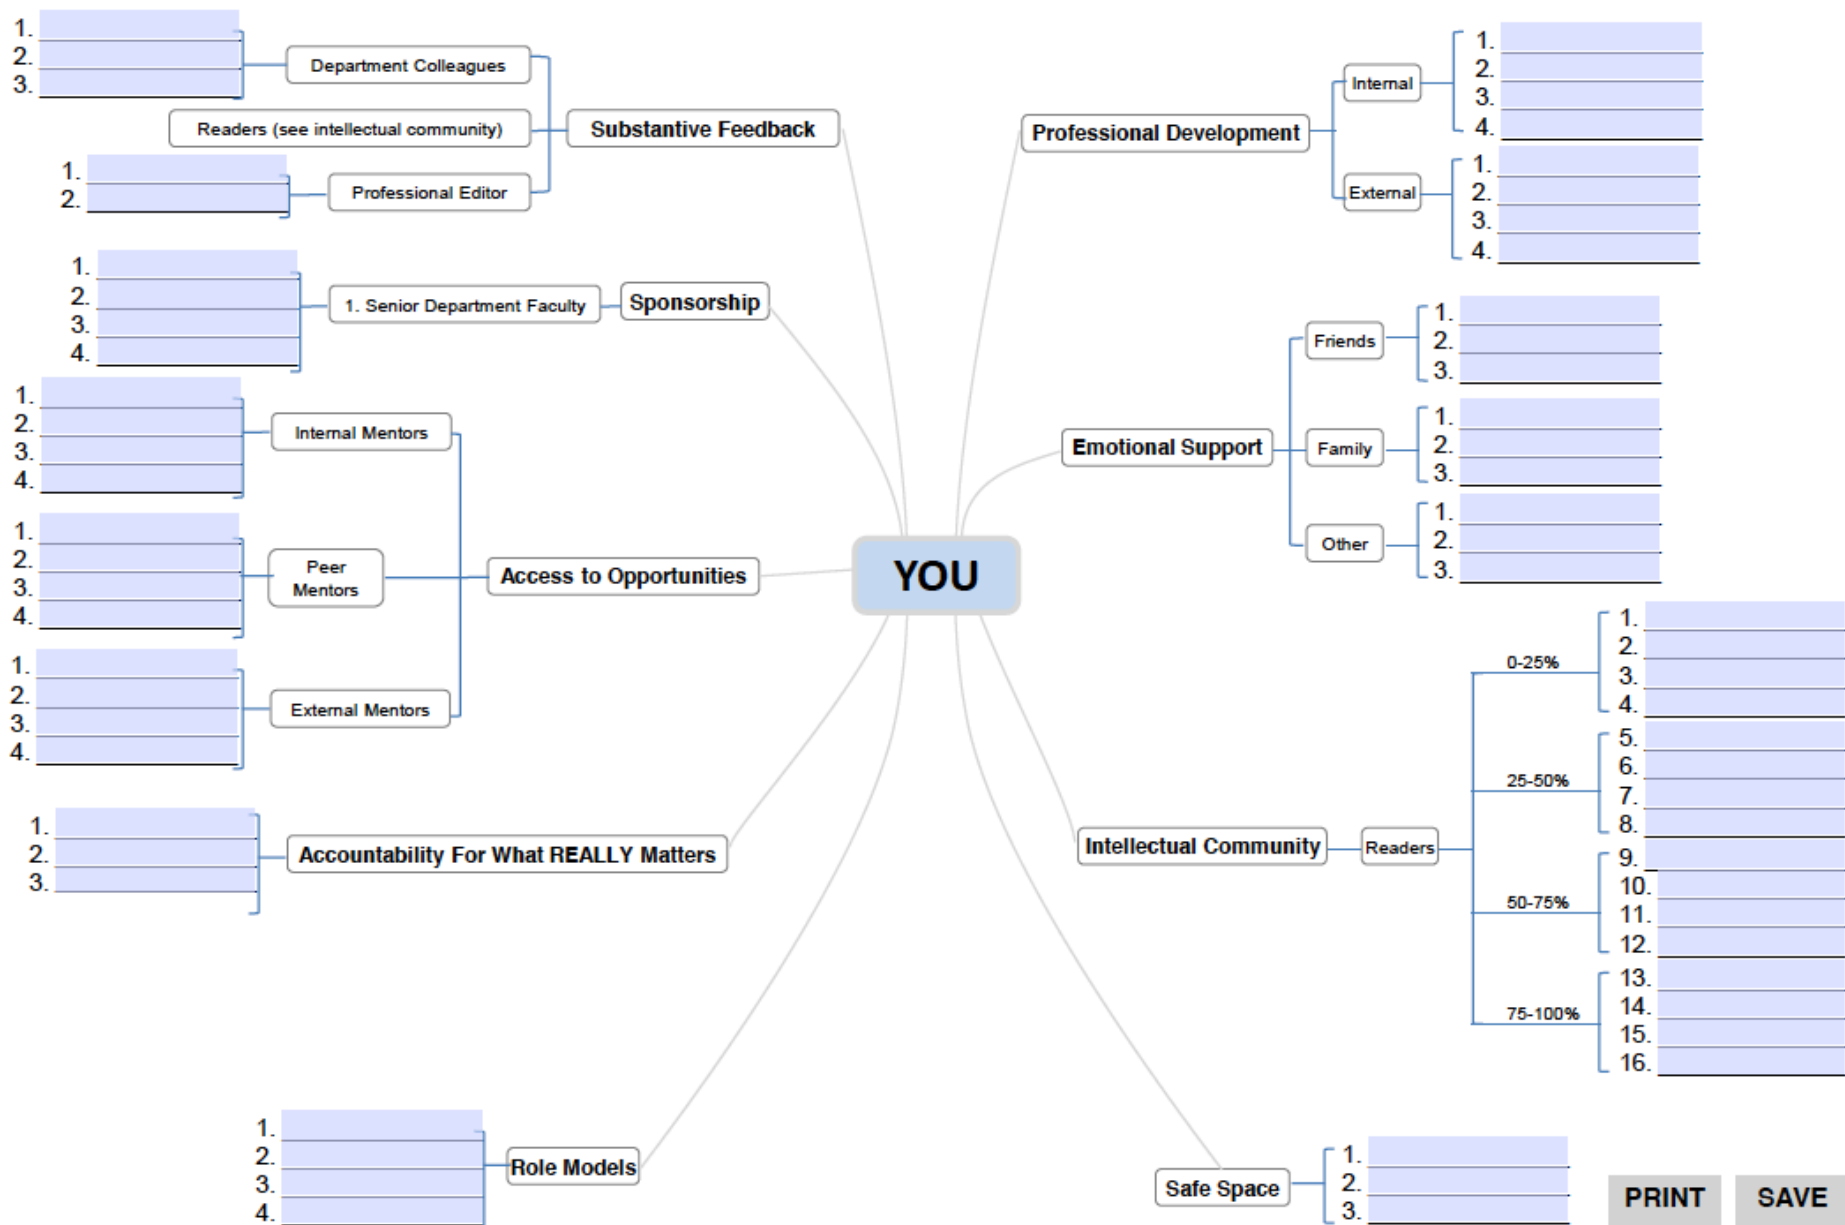 1.
2.
3.
Department Colleagues
Readers (see intellectual community)
1.
2.
Professional Editor
Substantive Feedback
1.
2.
3.
4.
1. Senior Department Faculty
Sponsorship
1.
2.
3.
4.
Internal Mentors
1.
2.
3.
4.
Peer
Mentors
1.
2.
3.
4.
External Mentors
Access to Opportunities
1.
2.
3.
Accountability For What REALLY Matters
1.
2.
3.
4.
Role Models
YOU
Professional Development
Internal
1.
2.
3.
4.
External
1.
2.
3.
4.
Emotional Support
Friends
1.
2.
3.
Family
1.
2.
3.
Other
1.
2.
3.
Intellectual Community
Readers
0-25%
1.
2.
3.
4.
25-50%
5.
6.
7.
8.
50-75%
9.
10.
11.
12.
75-100%
13.
14.
15.
16.
Safe Space
1.
2.
3.
PRINT
SAVE